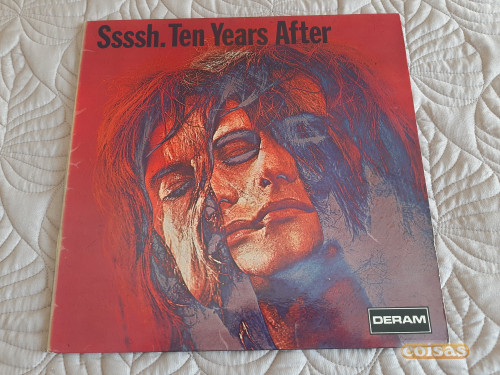 Ssssh. Ten Years After
DERAM
coisas